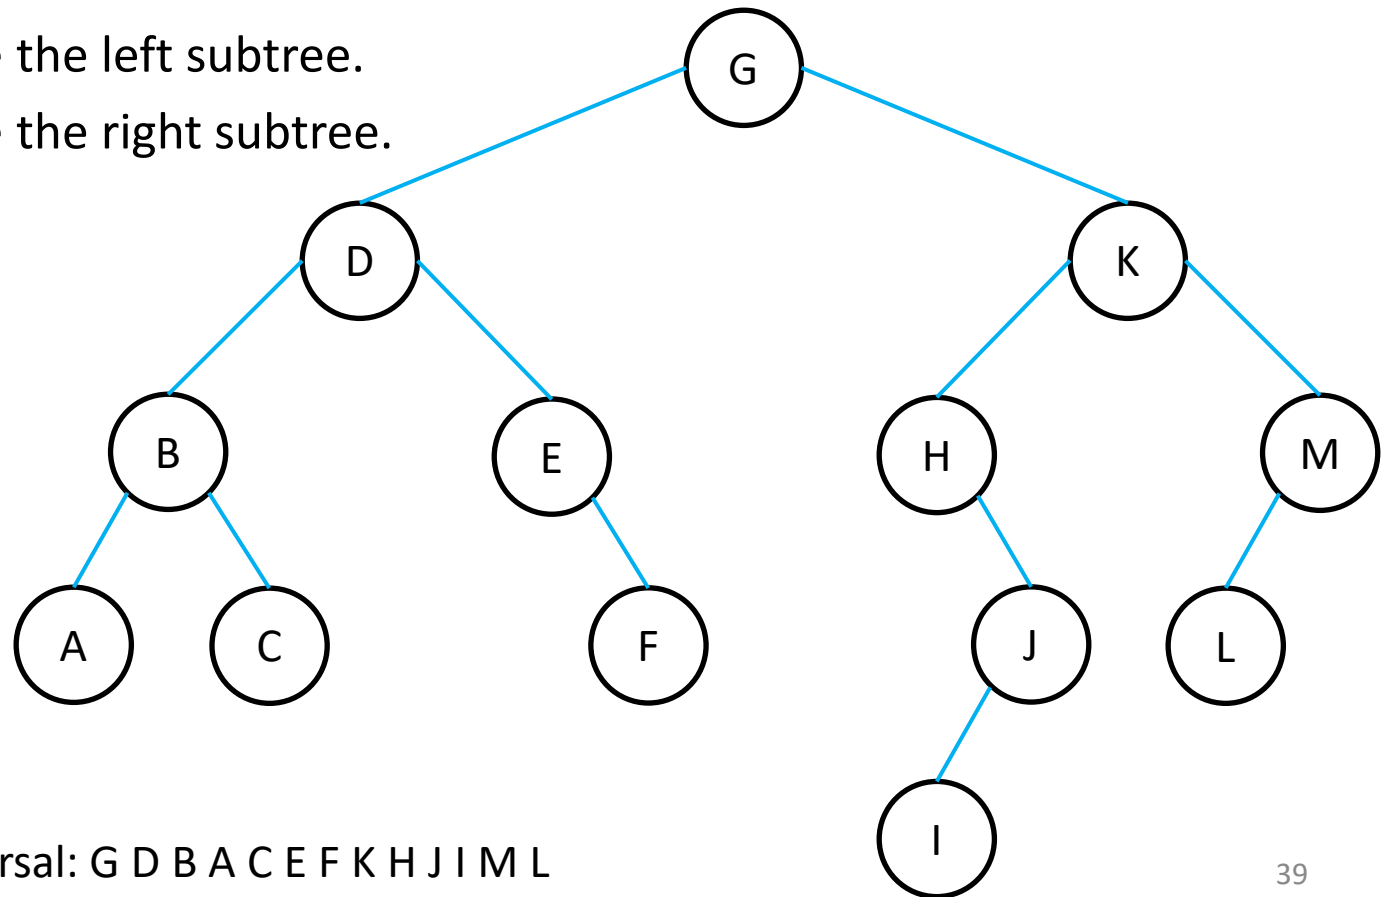 the left subtree.
the right subtree.
G
D
K
B
E
H
M
A
C
F
J
L
I
rsal: G D B A C E F K H J I M L
39